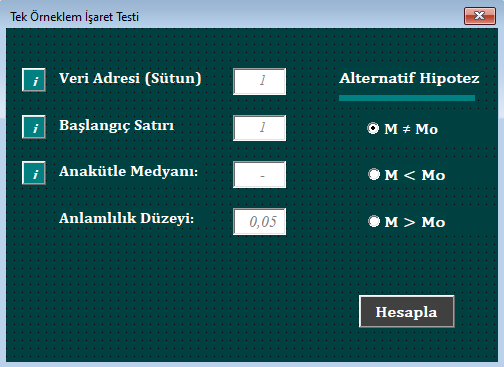 Tek Örneklem İşaret Testi
i Veri Adresi (Sütun) 1
Alternatif Hipotez
i Başlangıç Satırı 1
M ≠ Mo
i Anakütle Medyanı: -
M < Mo
Anlamlılık Düzeyi: 0,05
M > Mo
Hesapla